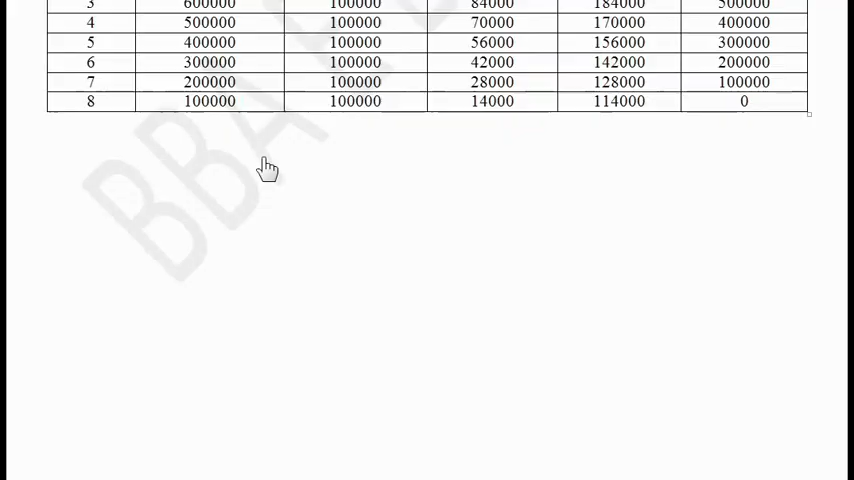 3 600000 100000 84000 184000 500000
4 500000 100000 70000 170000 400000
5 400000 100000 56000 156000 300000
6 300000 100000 42000 142000 200000
7 200000 100000 28000 128000 100000
8 100000 100000 14000 114000 0
BBA